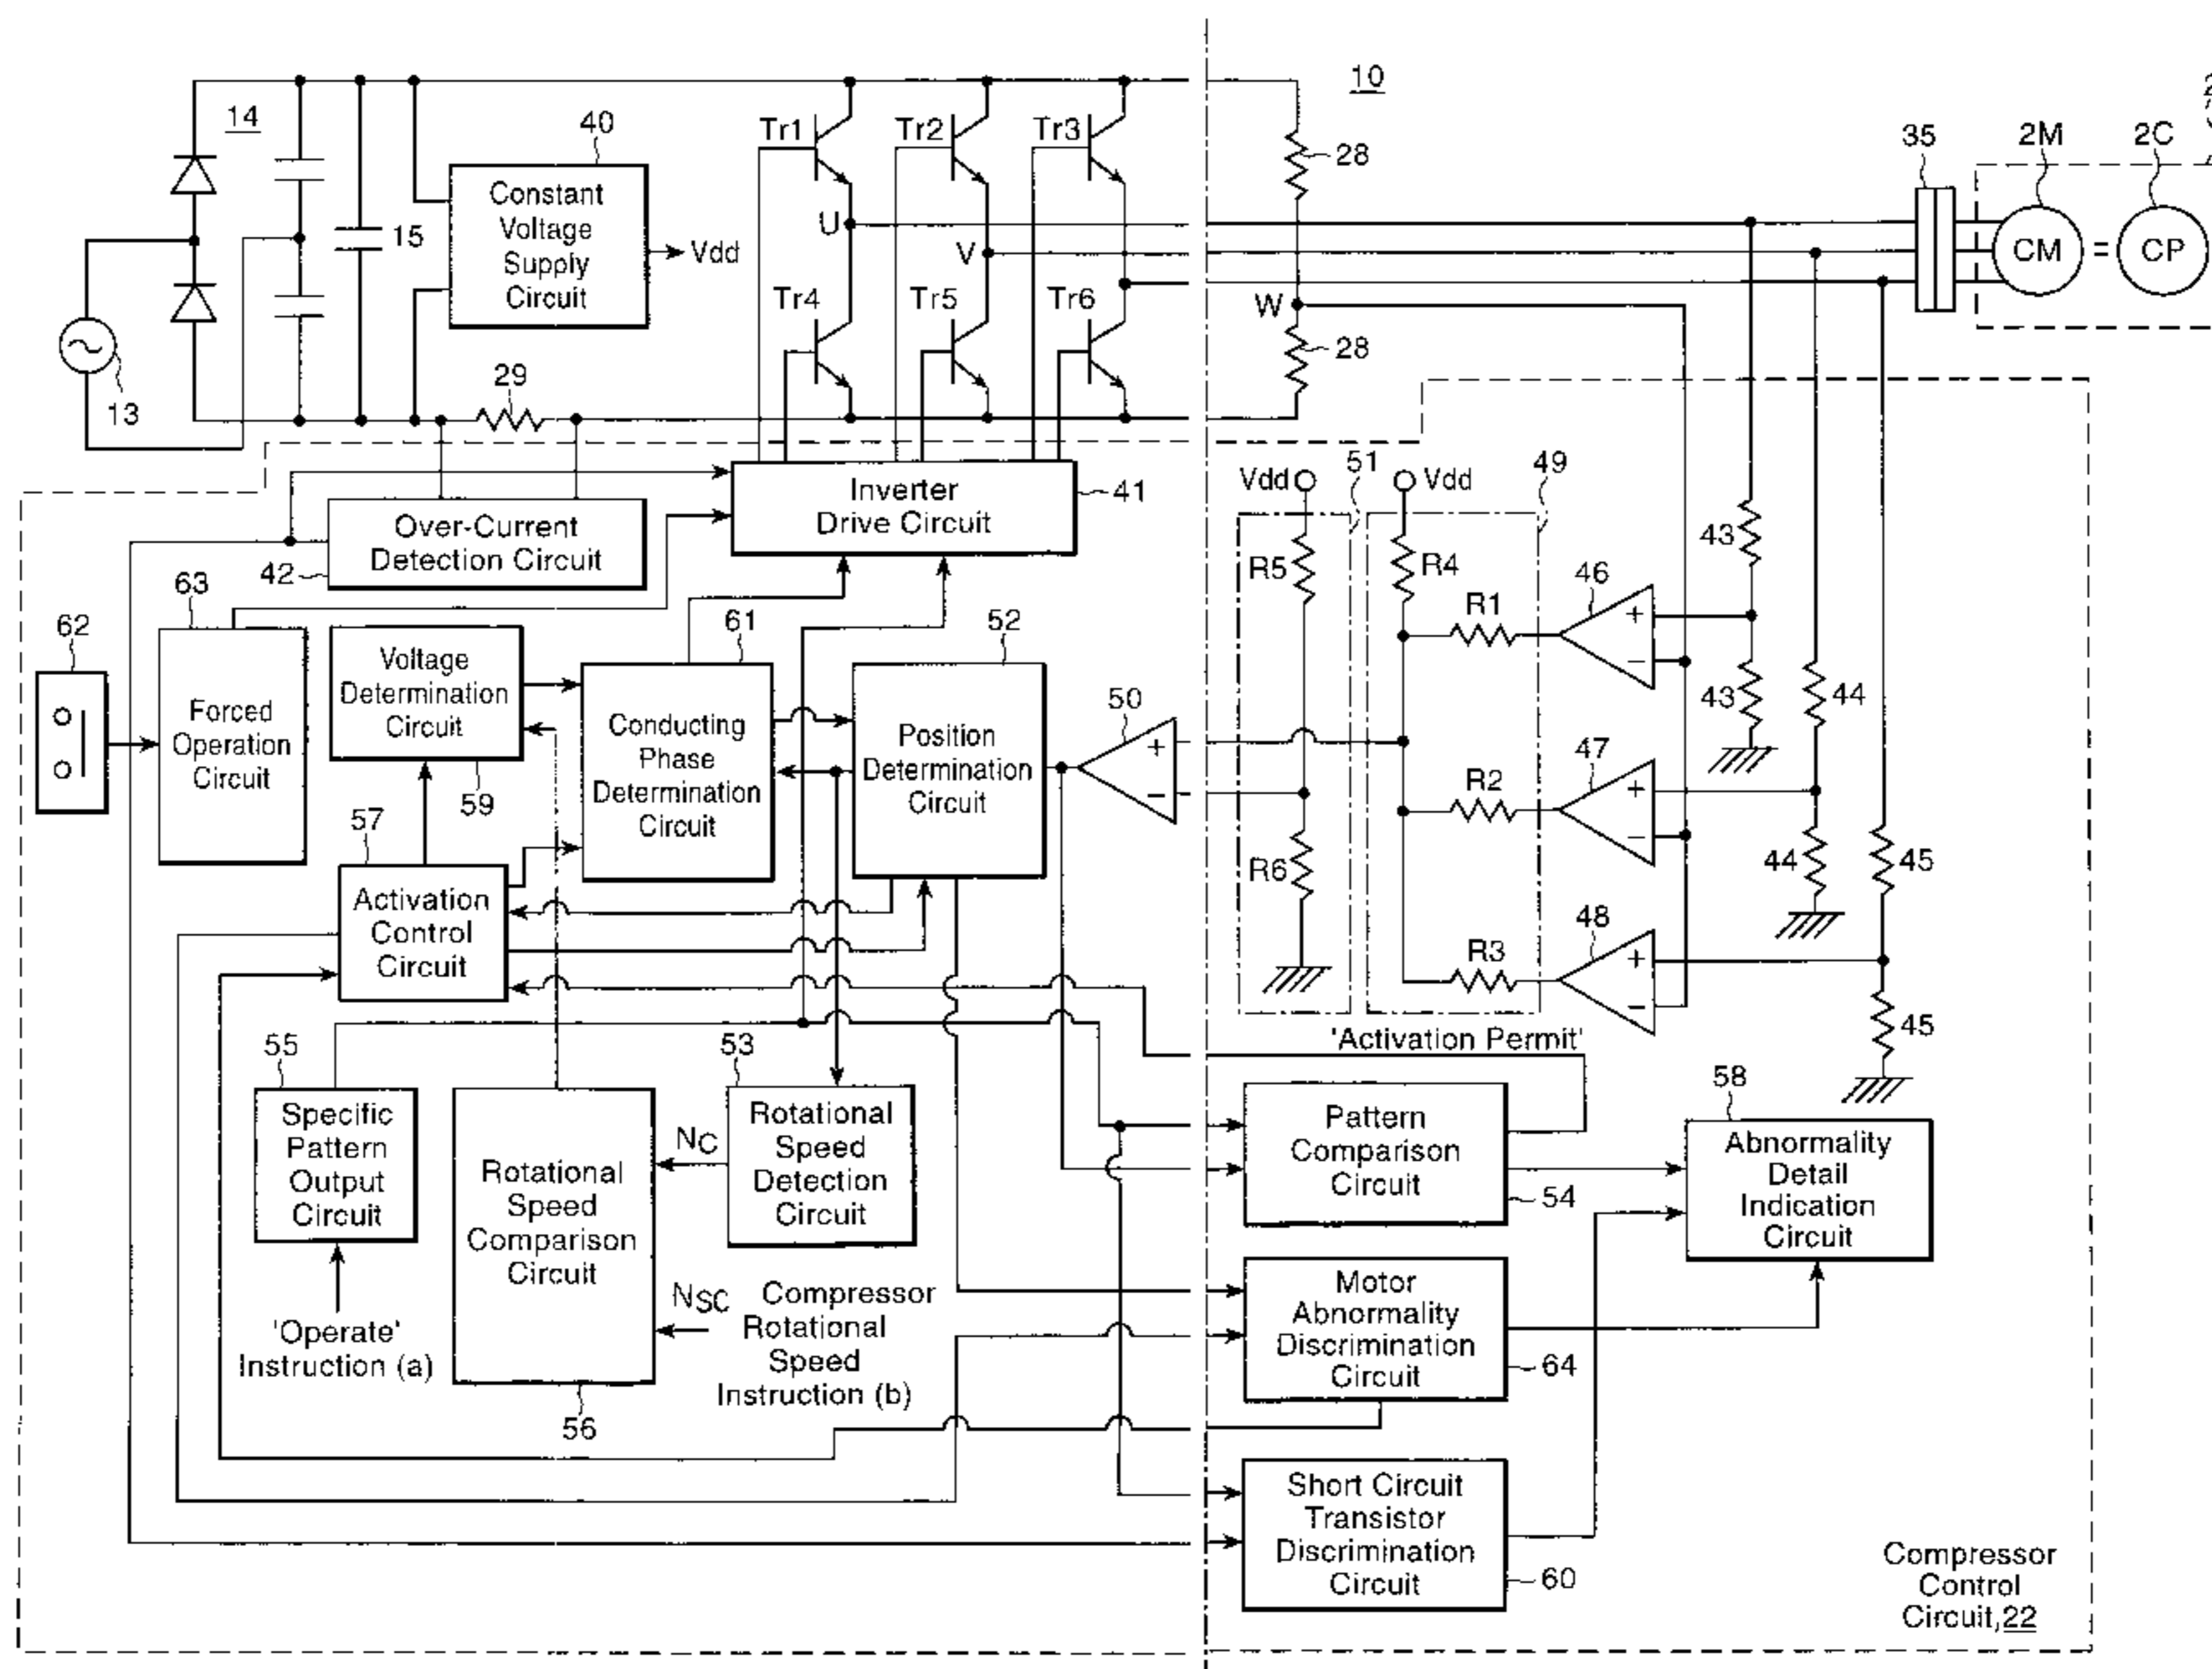 10
14
40
Tr1
Tr2
Tr3
28
35
2M
2C
Constant
Voltage
Supply
Circuit
15
Vdd
U
V
CM
=
CP
Tr4
Tr5
Tr6
W
28
13
29
Inverter
Drive Circuit
41
Vdd
51
Vdd
49
Over-Current
Detection Circuit
42
43
R5
R4
46
R1
+
−
63
62
61
52
Forced
Operation
Circuit
Voltage
Determination
Circuit
59
Conducting
Phase
Determination
Circuit
Position
Determination
Circuit
50
+
−
43
44
47
R2
+
−
R6
44
45
57
Activation
Control
Circuit
48
R3
+
−
45
'Activation Permit'
55
53
58
Specific
Pattern
Output
Circuit
Rotational
Speed
Comparison
Circuit
NC
Rotational
Speed
Detection
Circuit
Pattern
Comparison
Circuit
54
Abnormality
Detail
Indication
Circuit
'Operate'
Instruction (a)
NSC
Compressor
Rotational
Speed
Instruction (b)
56
Motor
Abnormality
Discrimination
Circuit
64
Short Circuit
Transistor
Discrimination
Circuit
60
Compressor
Control
Circuit,22